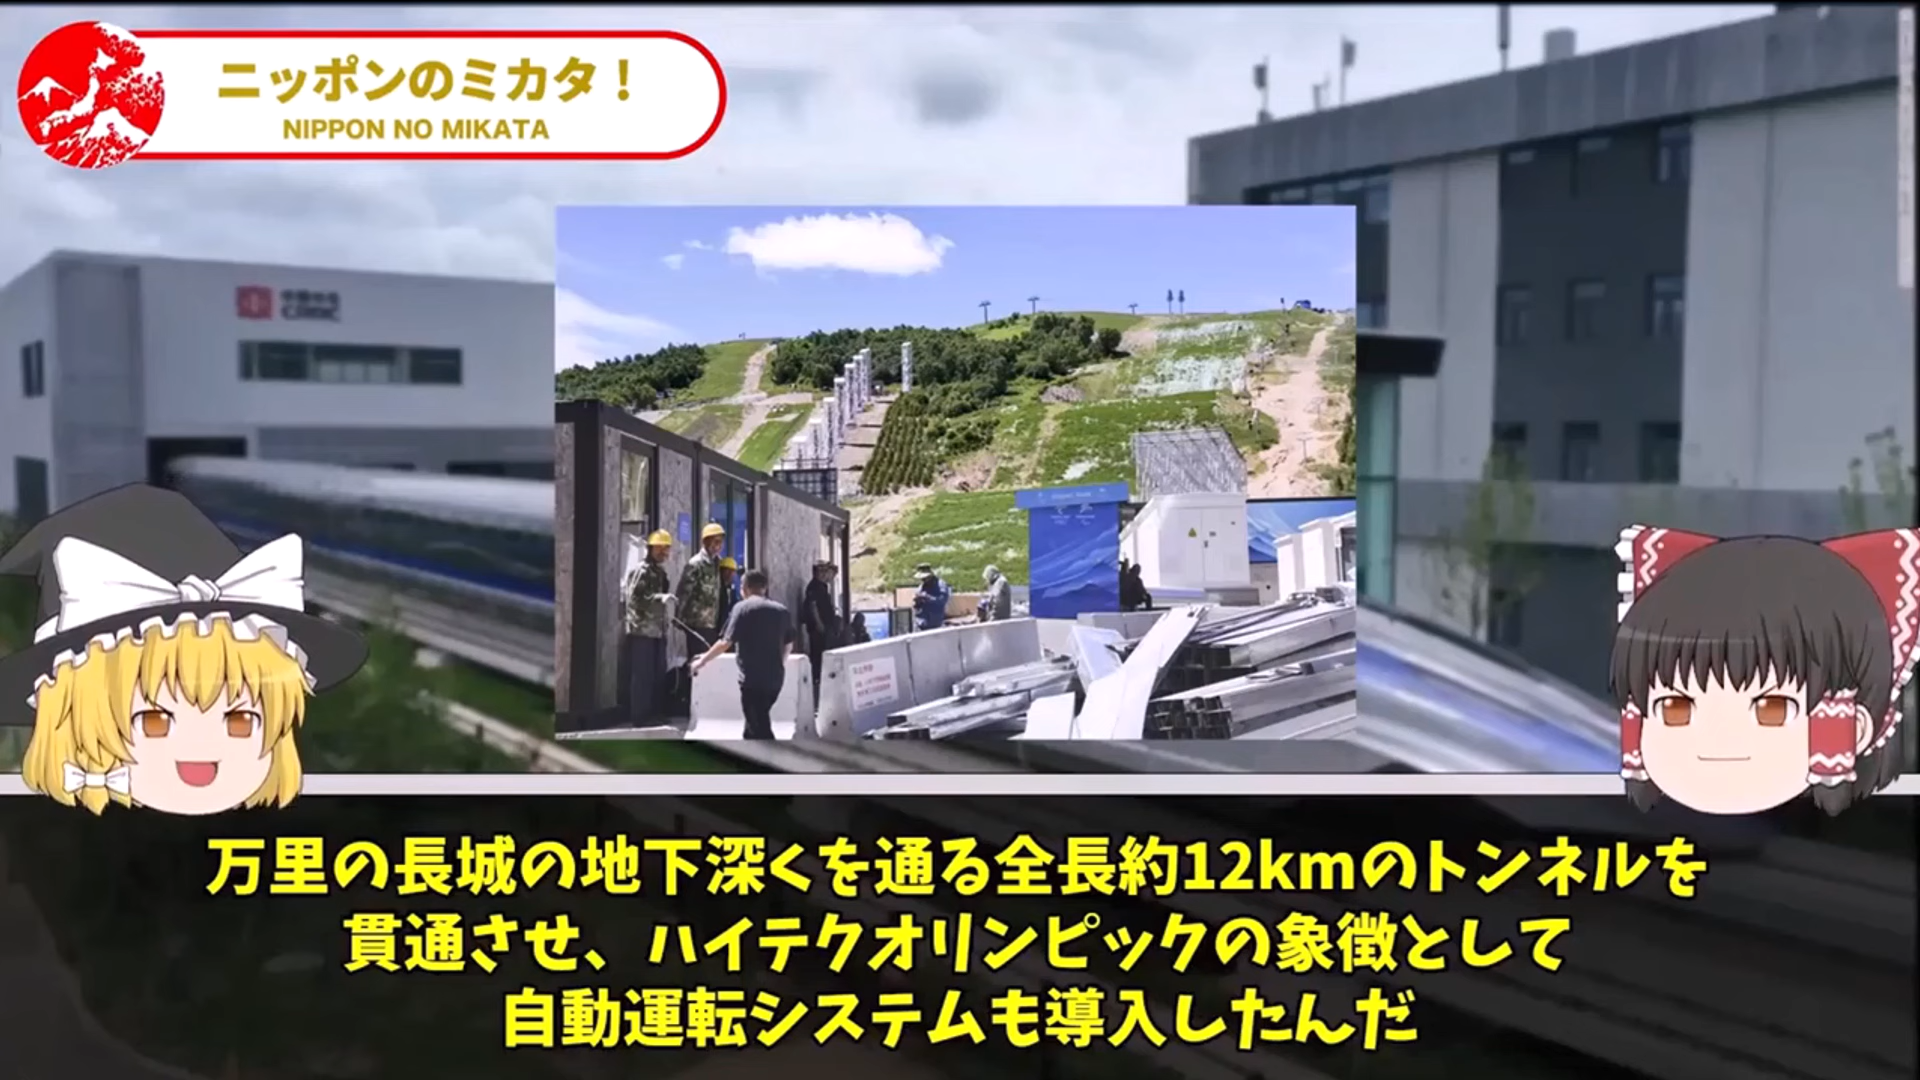 ニッポンのミカタ！
NIPPON NO MIKATA
万里の長城の地下深くを通る全長約12kmのトンネルを
貫通させ、ハイテクオリンピックの象徴として
自動運転システムも導入したんだ